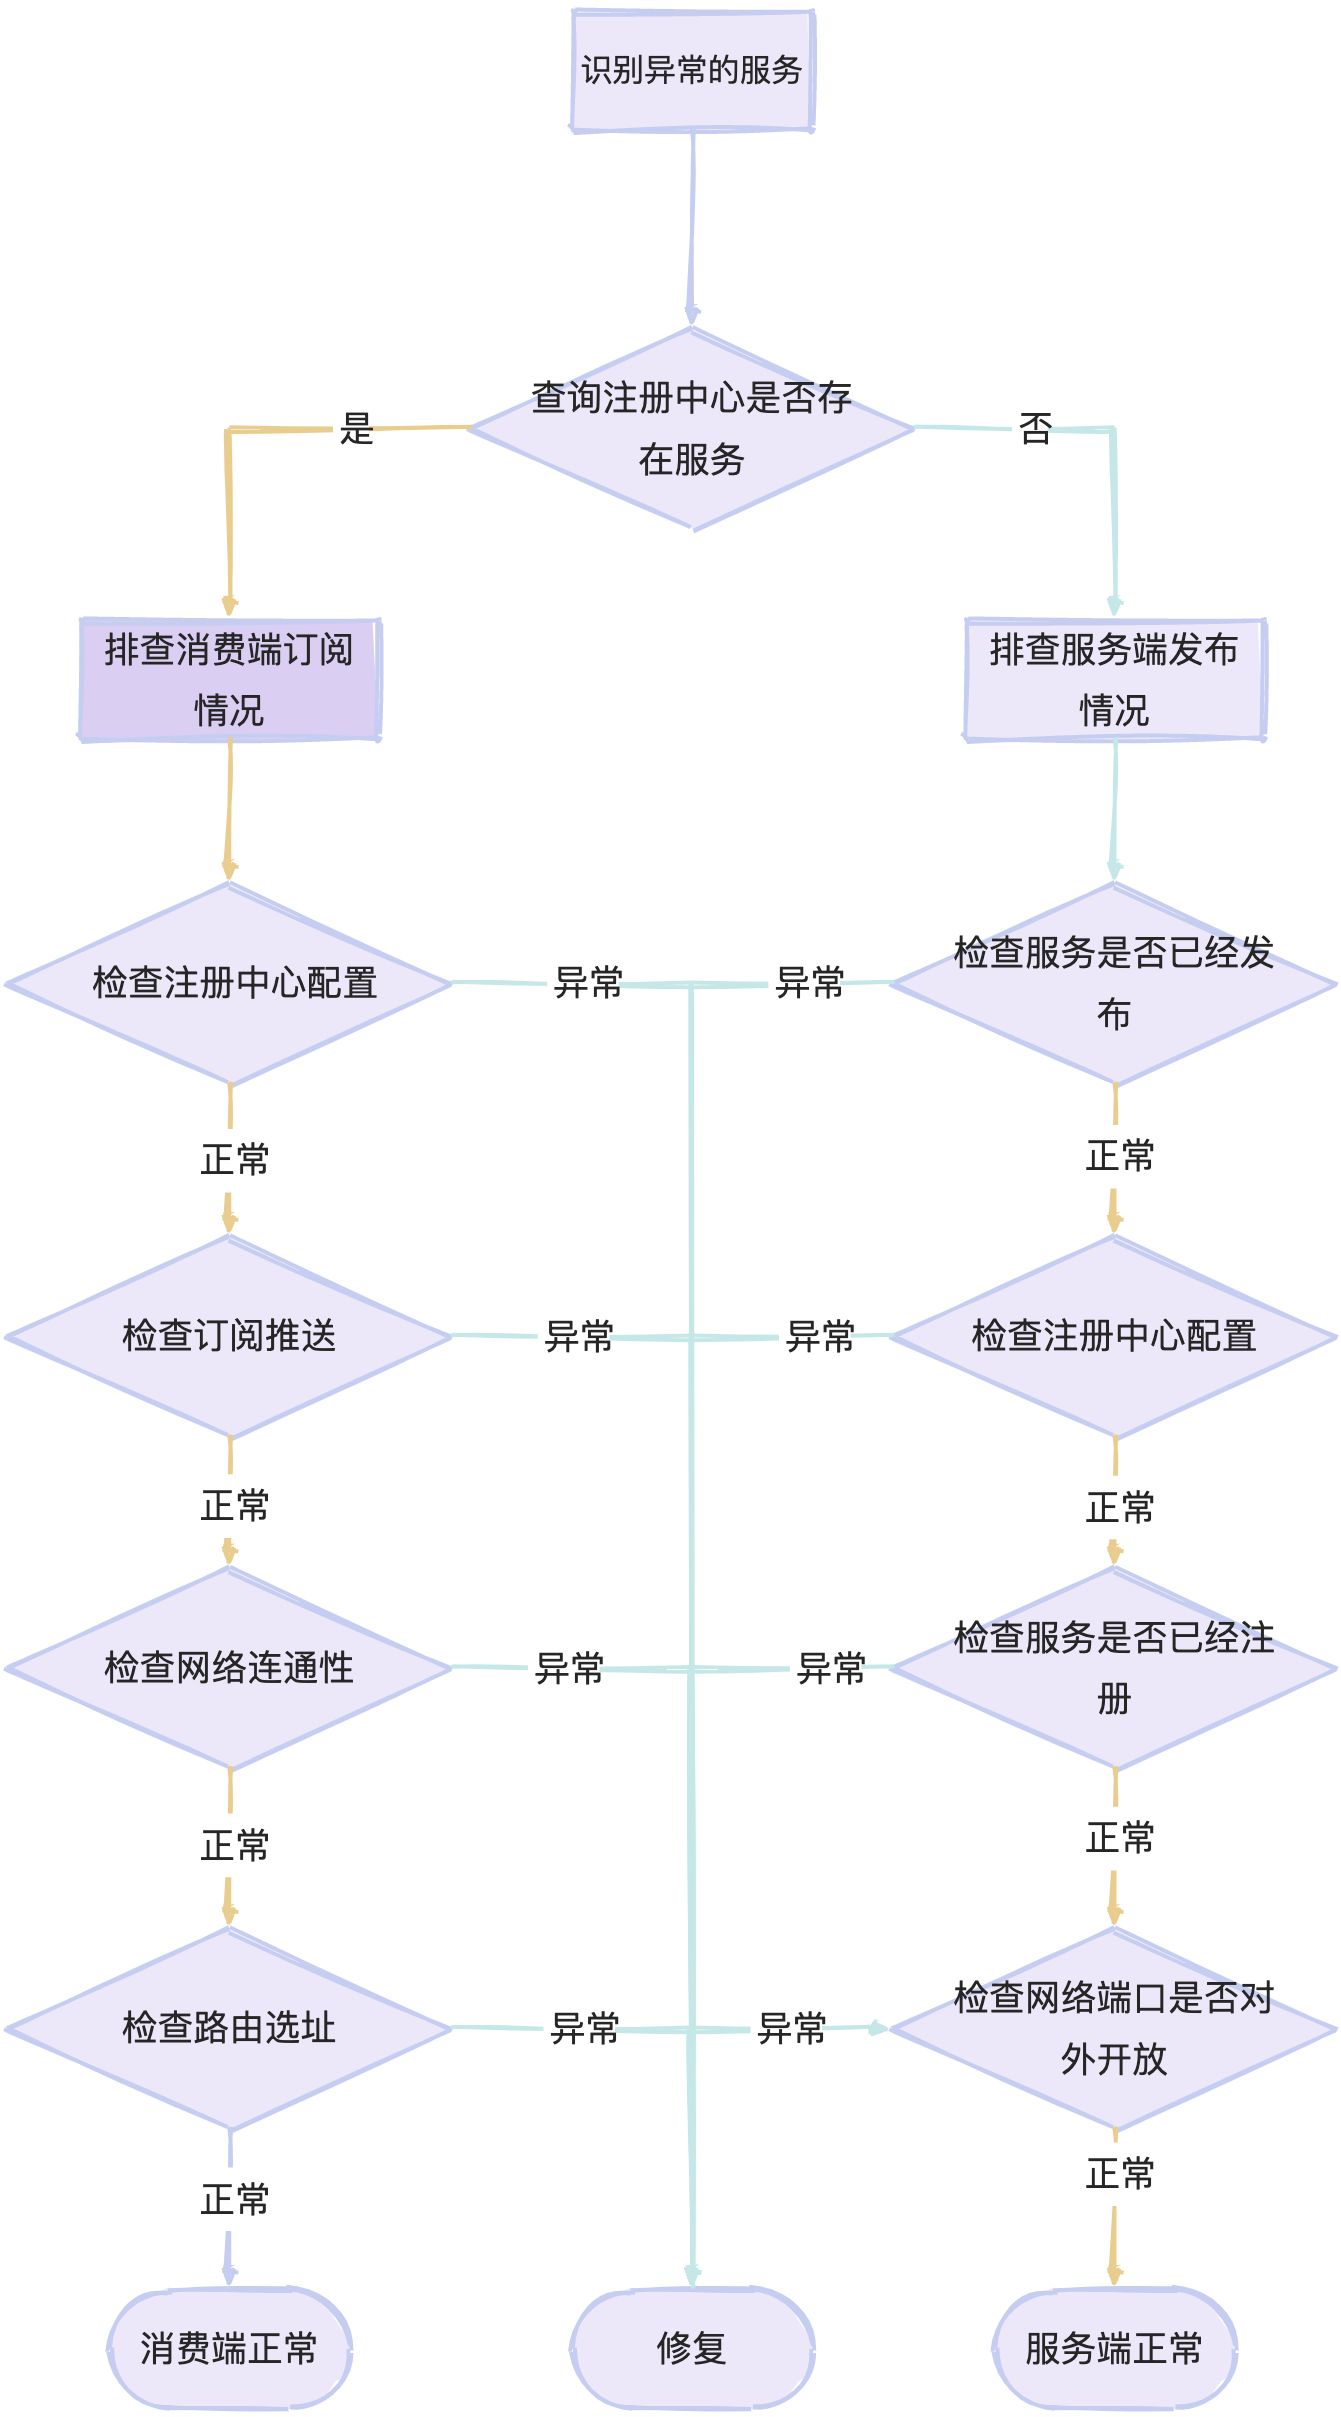 识别异常的服务
查询注册中心是否存
在服务
是
否
排查消费端订阅
情况
排查服务端发布
情况
检查注册中心配置
异常
异常
检查服务是否已经发
布
正常
正常
检查订阅推送
异常
异常
检查注册中心配置
正常
正常
检查网络连通性
异常
异常
检查服务是否已经注
册
正常
正常
检查路由选址
异常
异常
检查网络端口是否对
外开放
正常
正常
消费端正常
修复
服务端正常